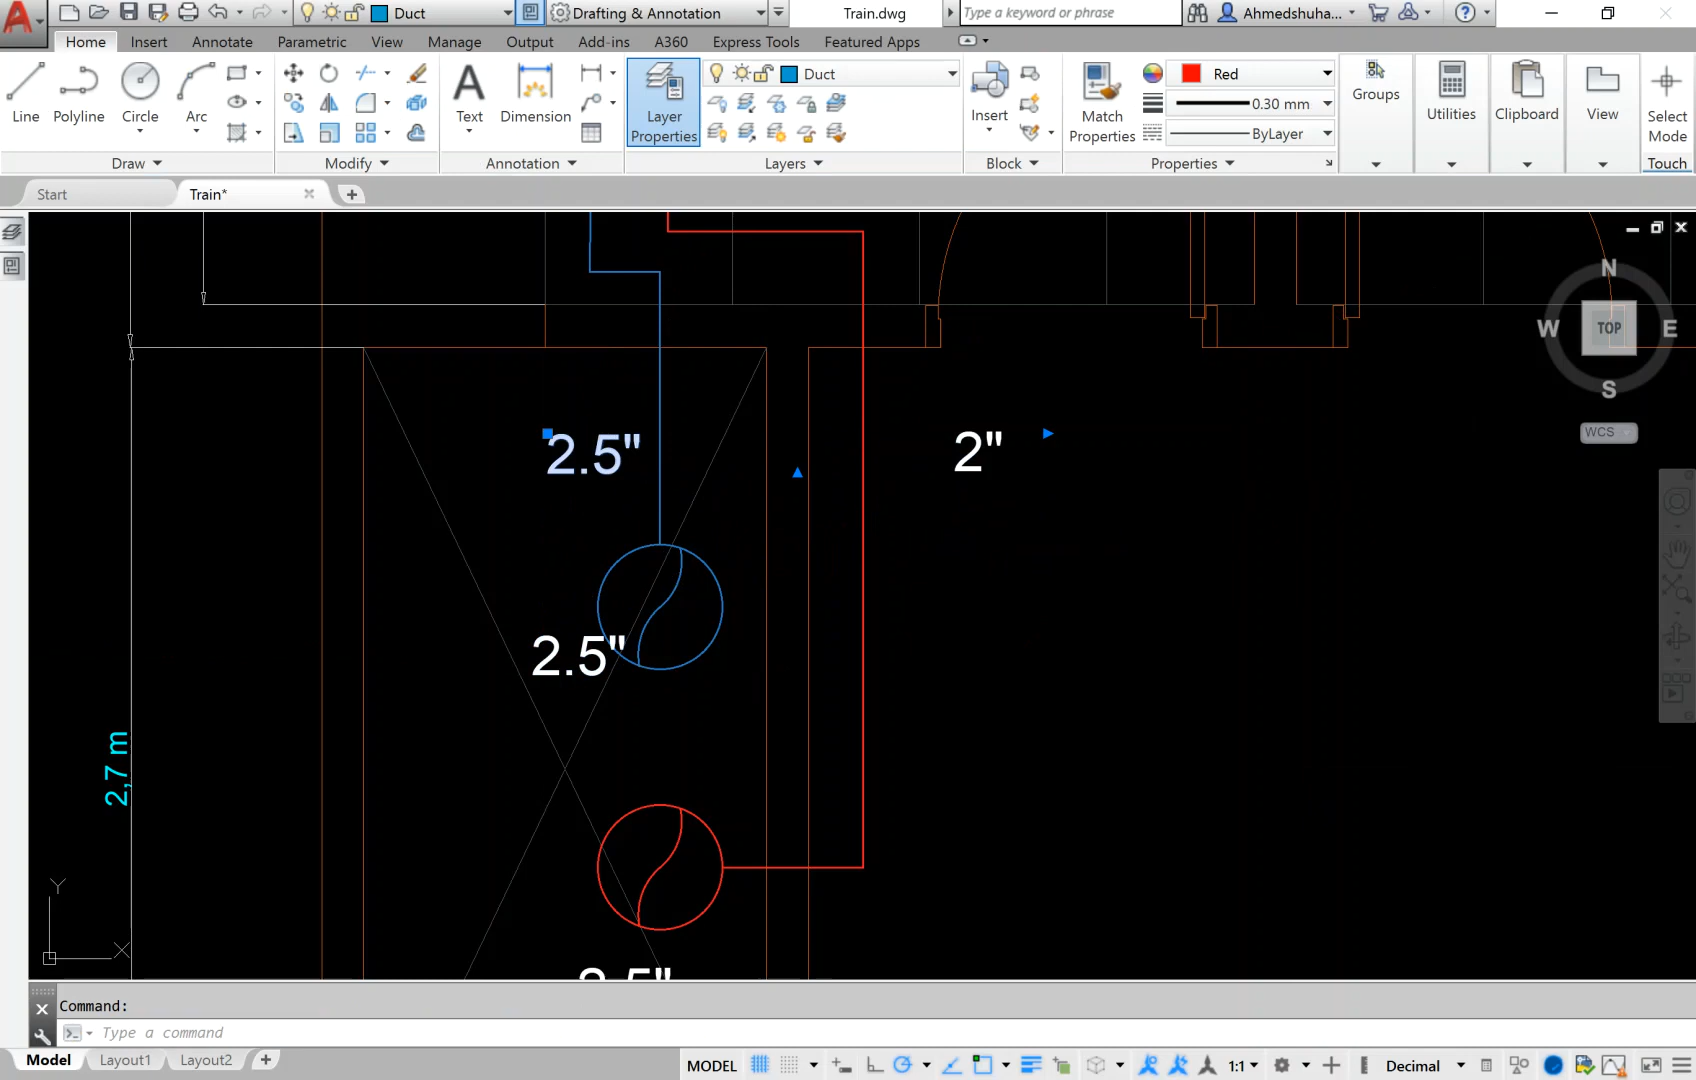 A Duct Drafting & Annotation Train.dwg Type a keyword or phrase Ahmedshuha... ?
Home Insert Annotate Parametric View Manage Output Add-ins A360 Express Tools Featured Apps
Line Polyline Circle Arc
A Text Dimension
Layer Properties
Duct
Insert
Match Properties
Red
0.30 mm
ByLayer
Groups
Utilities
Clipboard
View
Select Mode
Draw Modify Annotation Layers Block Properties Touch
Start Train*
N
W TOP E
S
WCS
2.5" 2"
2.5"
2,7 m
Y
X
Command:
Type a command
Model Layout1 Layout2
MODEL 1:1 Decimal